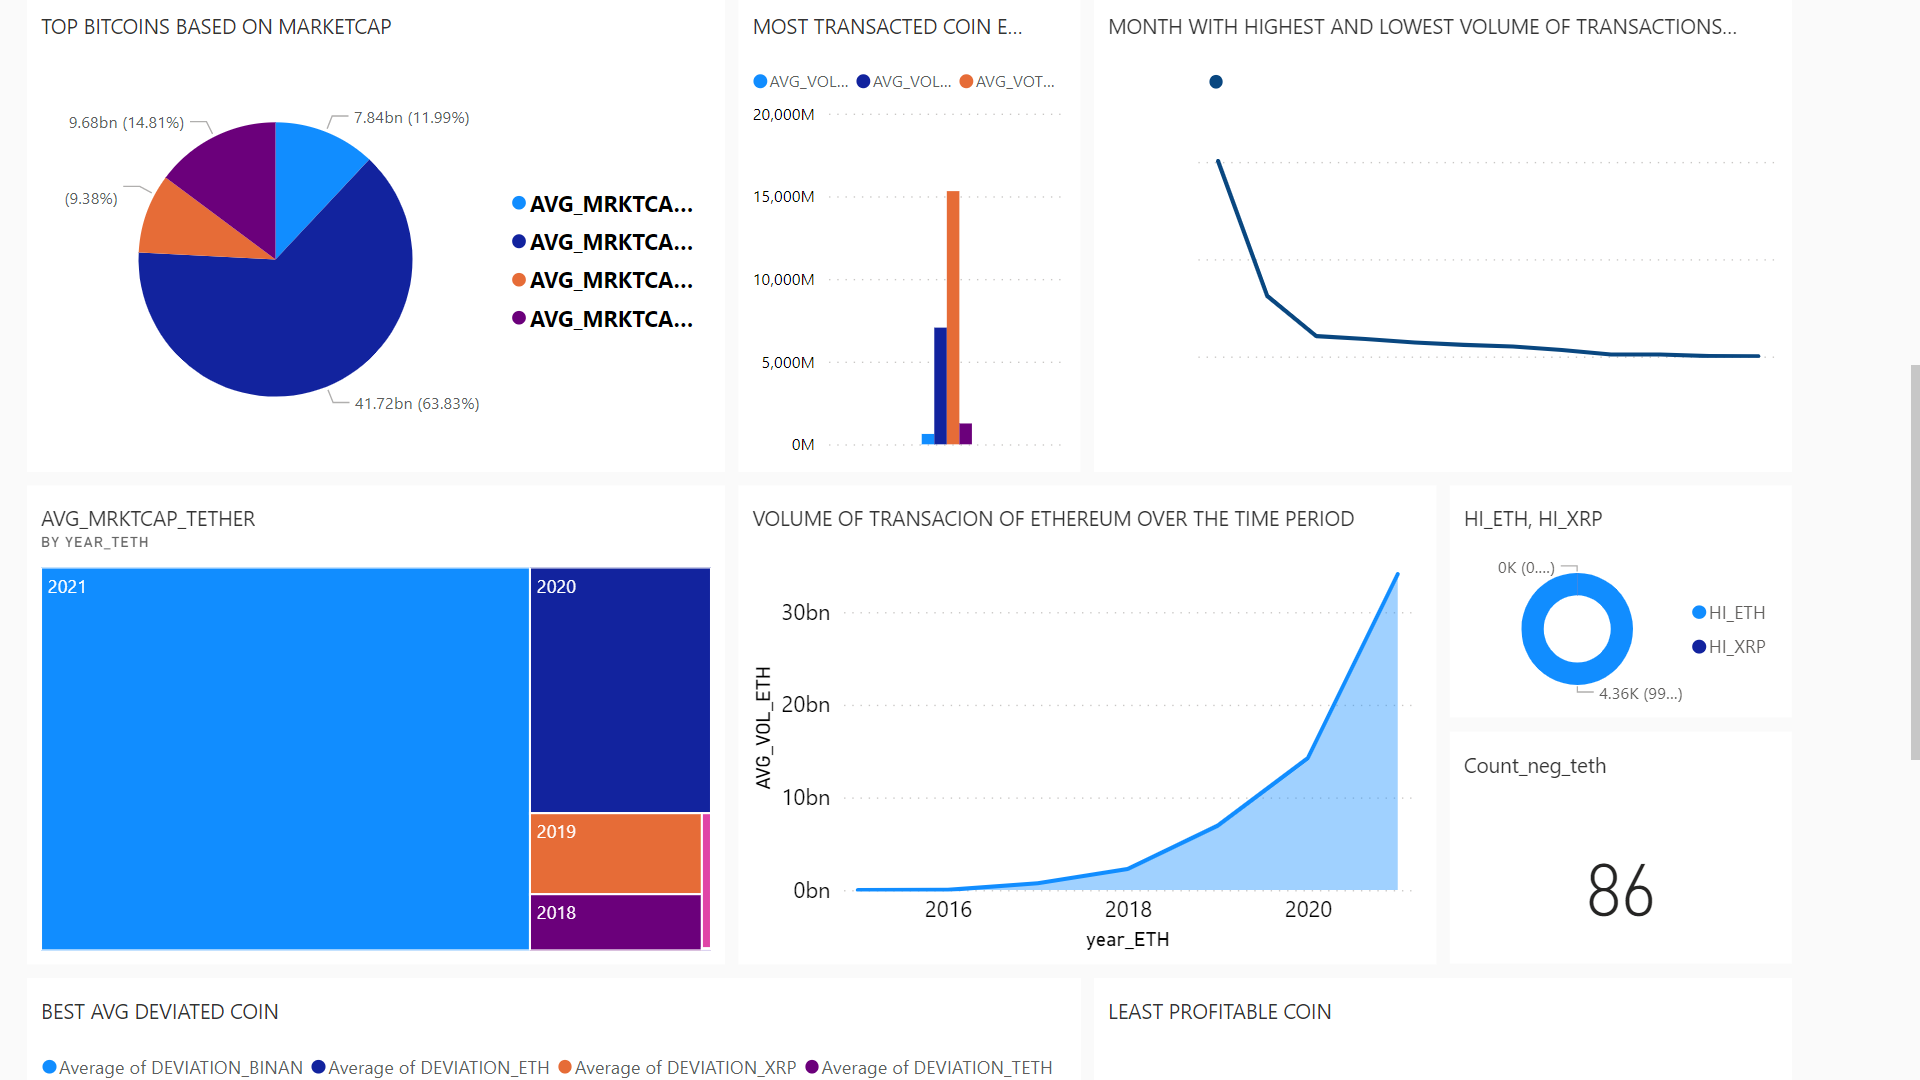 TOP BITCOINS BASED ON MARKETCAP
9.68bn (14.81%)
7.84bn (11.99%)
(9.38%)
41.72bn (63.83%)
AVG_MRKTCA...
AVG_MRKTCA...
AVG_MRKTCA...
AVG_MRKTCA...
MOST TRANSACTED COIN E...
AVG_VOL... AVG_VOL... AVG_VOT...
20,000M
15,000M
10,000M
5,000M
0M
MONTH WITH HIGHEST AND LOWEST VOLUME OF TRANSACTIONS...
AVG_MRKTCAP_TETHER
BY YEAR_TETH
2021
2020
2019
2018
VOLUME OF TRANSACION OF ETHEREUM OVER THE TIME PERIOD
AVG_VOL_ETH
30bn
20bn
10bn
0bn
2016 2018 2020
year_ETH
HI_ETH, HI_XRP
0K (0....)
HI_ETH
HI_XRP
4.36K (99...)
Count_neg_teth
86
BEST AVG DEVIATED COIN
Average of DEVIATION_BINAN Average of DEVIATION_ETH Average of DEVIATION_XRP Average of DEVIATION_TETH
LEAST PROFITABLE COIN